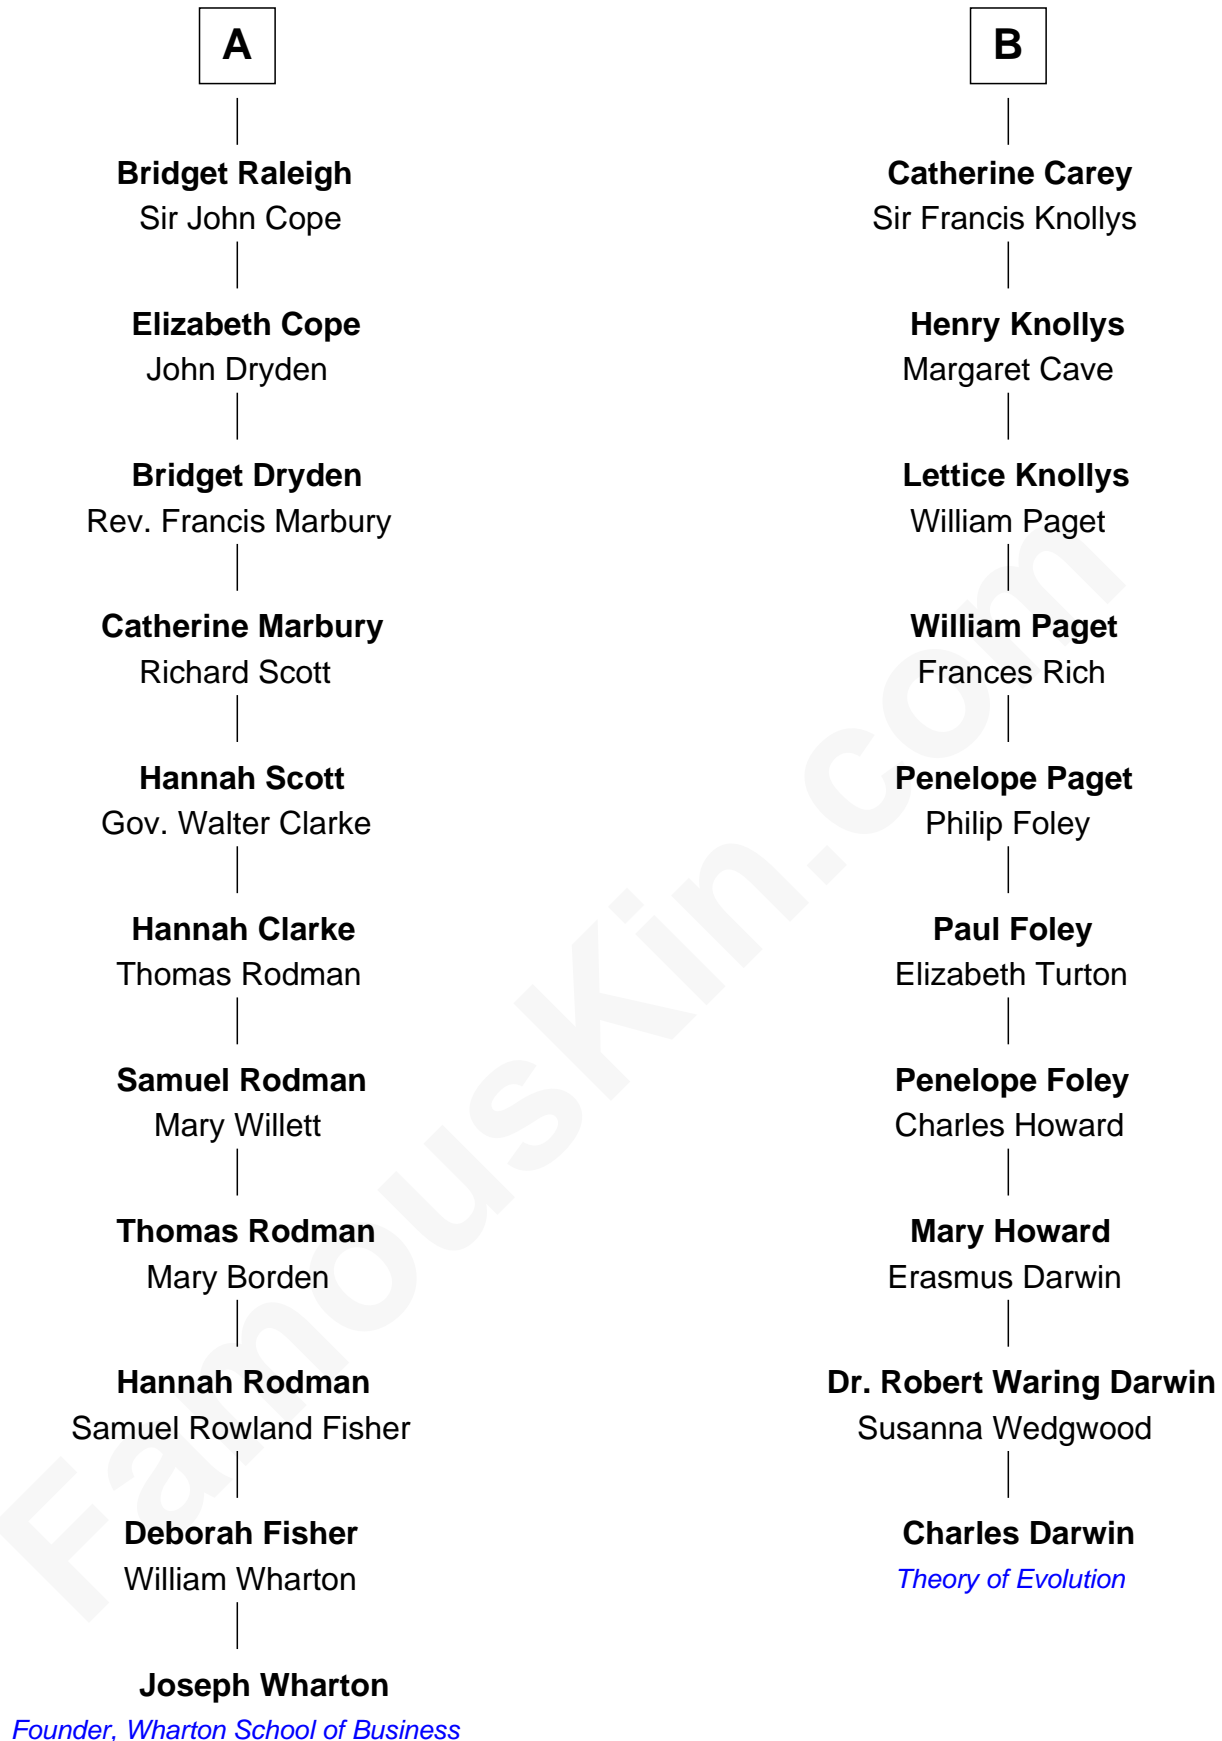 A
Bridget Raleigh
Sir John Cope
Elizabeth Cope
John Dryden
Bridget Dryden
Rev. Francis Marbury
Catherine Marbury
Richard Scott
Hannah Scott
Gov. Walter Clarke
Hannah Clarke
Thomas Rodman
Samuel Rodman
Mary Willett
Thomas Rodman
Mary Borden
Hannah Rodman
Samuel Rowland Fisher
Deborah Fisher
William Wharton
Joseph Wharton
Founder, Wharton School of Business
B
Catherine Carey
Sir Francis Knollys
Henry Knollys
Margaret Cave
Lettice Knollys
William Paget
William Paget
Frances Rich
Penelope Paget
Philip Foley
Paul Foley
Elizabeth Turton
Penelope Foley
Charles Howard
Mary Howard
Erasmus Darwin
Dr. Robert Waring Darwin
Susanna Wedgwood
Charles Darwin
Theory of Evolution
FamousKin.com